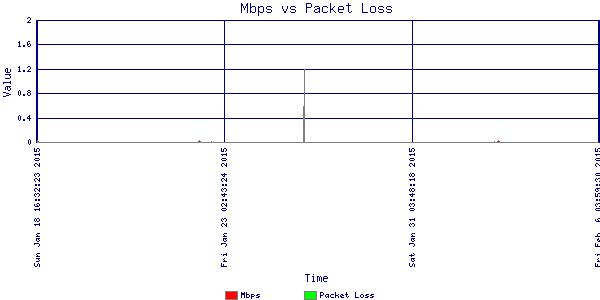 Mbps vs Packet Loss
2
1.6
1.2
0.8
0.4
0
Value
Sun Jan 18 16:32:23 2015
Fri Jan 23 02:43:24 2015
Sat Jan 31 03:48:18 2015
Fri Feb 6 03:59:30 2015
Time
Mbps
Packet Loss